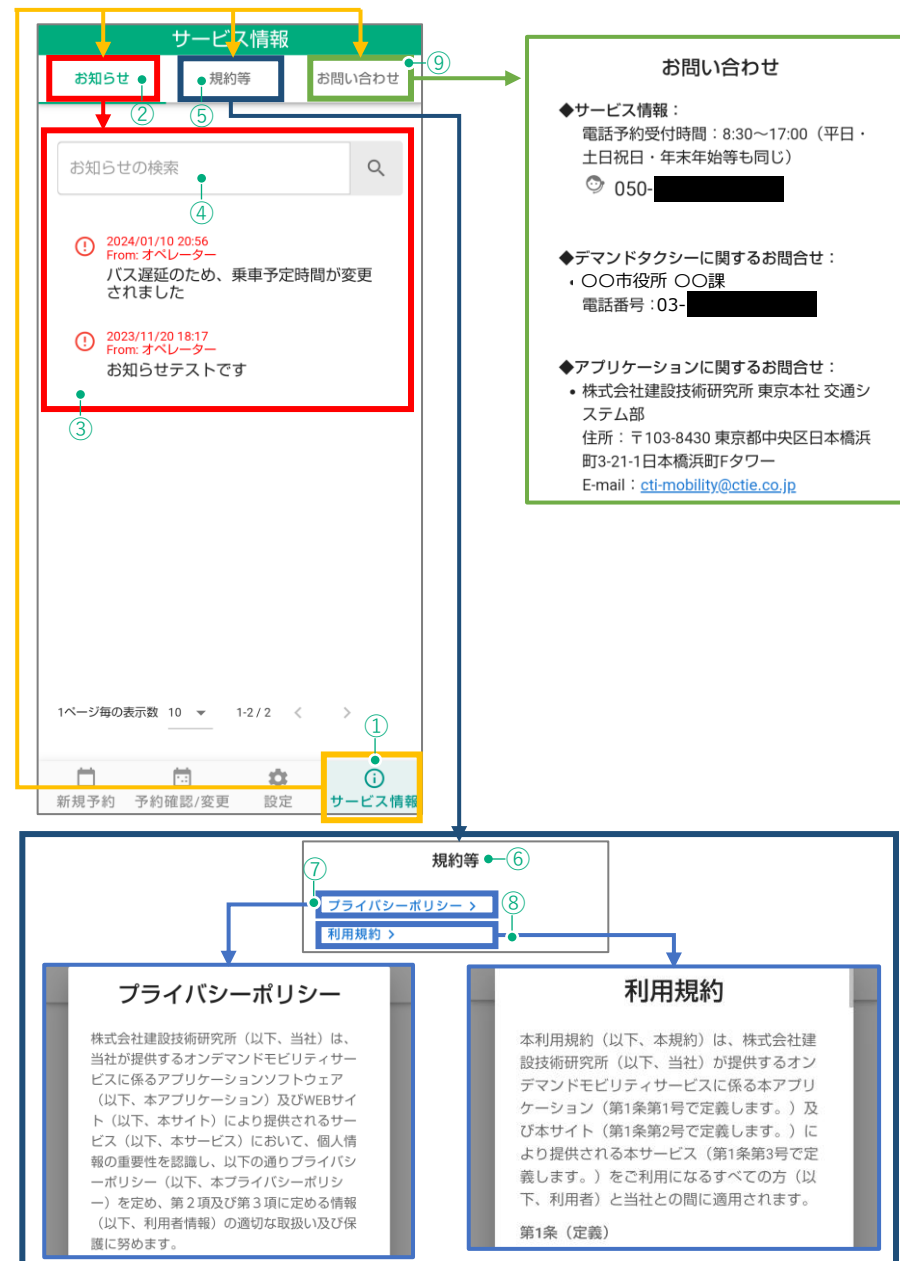 サービス情報
お知らせ
②
規約等
⑤
お問い合わせ
⑨
お知らせの検索
④
2024/01/10 20:56
From: オペレーター
バス遅延のため、乗車予定時間が変更
されました
2023/11/20 18:17
From: オペレーター
お知らせテストです
③
1ページ毎の表示数 10 1-2 / 2
①
新規予約 予約確認/変更 設定 サービス情報
お問い合わせ
◆サービス情報：
電話予約受付時間：8:30～17:00（平日・
土日祝日・年末年始等も同じ）
050-
◆デマンドタクシーに関するお問合せ：
〇〇市役所 〇〇課
電話番号：03-
◆アプリケーションに関するお問合せ：
• 株式会社建設技術研究所 東京本社 交通シ
ステム部
住所：〒103-8430 東京都中央区日本橋浜
町3-21-1日本橋浜町Fタワー
E-mail：cti-mobility@ctie.co.jp
規約等
⑥
⑦
プライバシーポリシー >
⑧
利用規約 >
プライバシーポリシー
株式会社建設技術研究所（以下、当社）は、
当社が提供するオンデマンドモビリティサー
ビスに係るアプリケーションソフトウェア
（以下、本アプリケーション）及びWEBサイ
ト（以下、本サイト）により提供されるサー
ビス（以下、本サービス）において、個人情
報の重要性を認識し、以下の通りプライバシ
ーポリシー（以下、本プライバシーポリシ
ー）を定め、第２項及び第３項に定める情報
（以下、利用者情報）の適切な取扱い及び保
護に努めます。
利用規約
本利用規約（以下、本規約）は、株式会社建
設技術研究所（以下、当社）が提供するオン
デマンドモビリティサービスに係る本アプリ
ケーション（第1条第1号で定義します。）及
び本サイト（第1条第2号で定義します。）に
より提供される本サービス（第1条第3号で定
義します。）をご利用になるすべての方（以
下、利用者）と当社との間に適用されます。
第1条（定義）